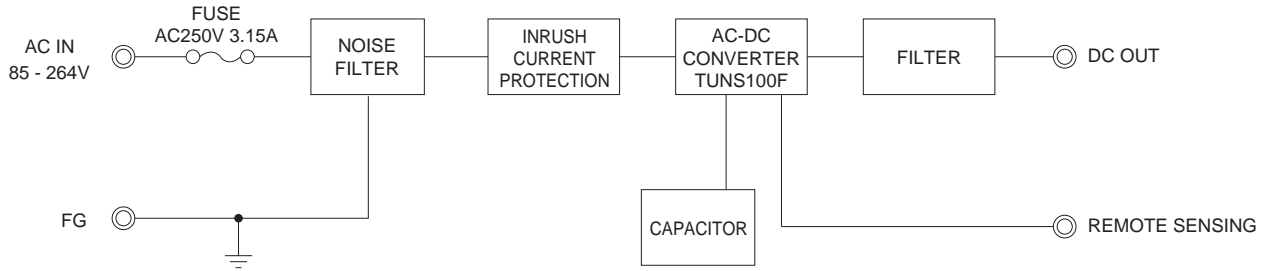 FUSE
AC250V 3.15A
AC IN
85 - 264V
NOISE
FILTER
INRUSH
CURRENT
PROTECTION
AC-DC
CONVERTER
TUNS100F
FILTER
DC OUT
FG
CAPACITOR
REMOTE SENSING